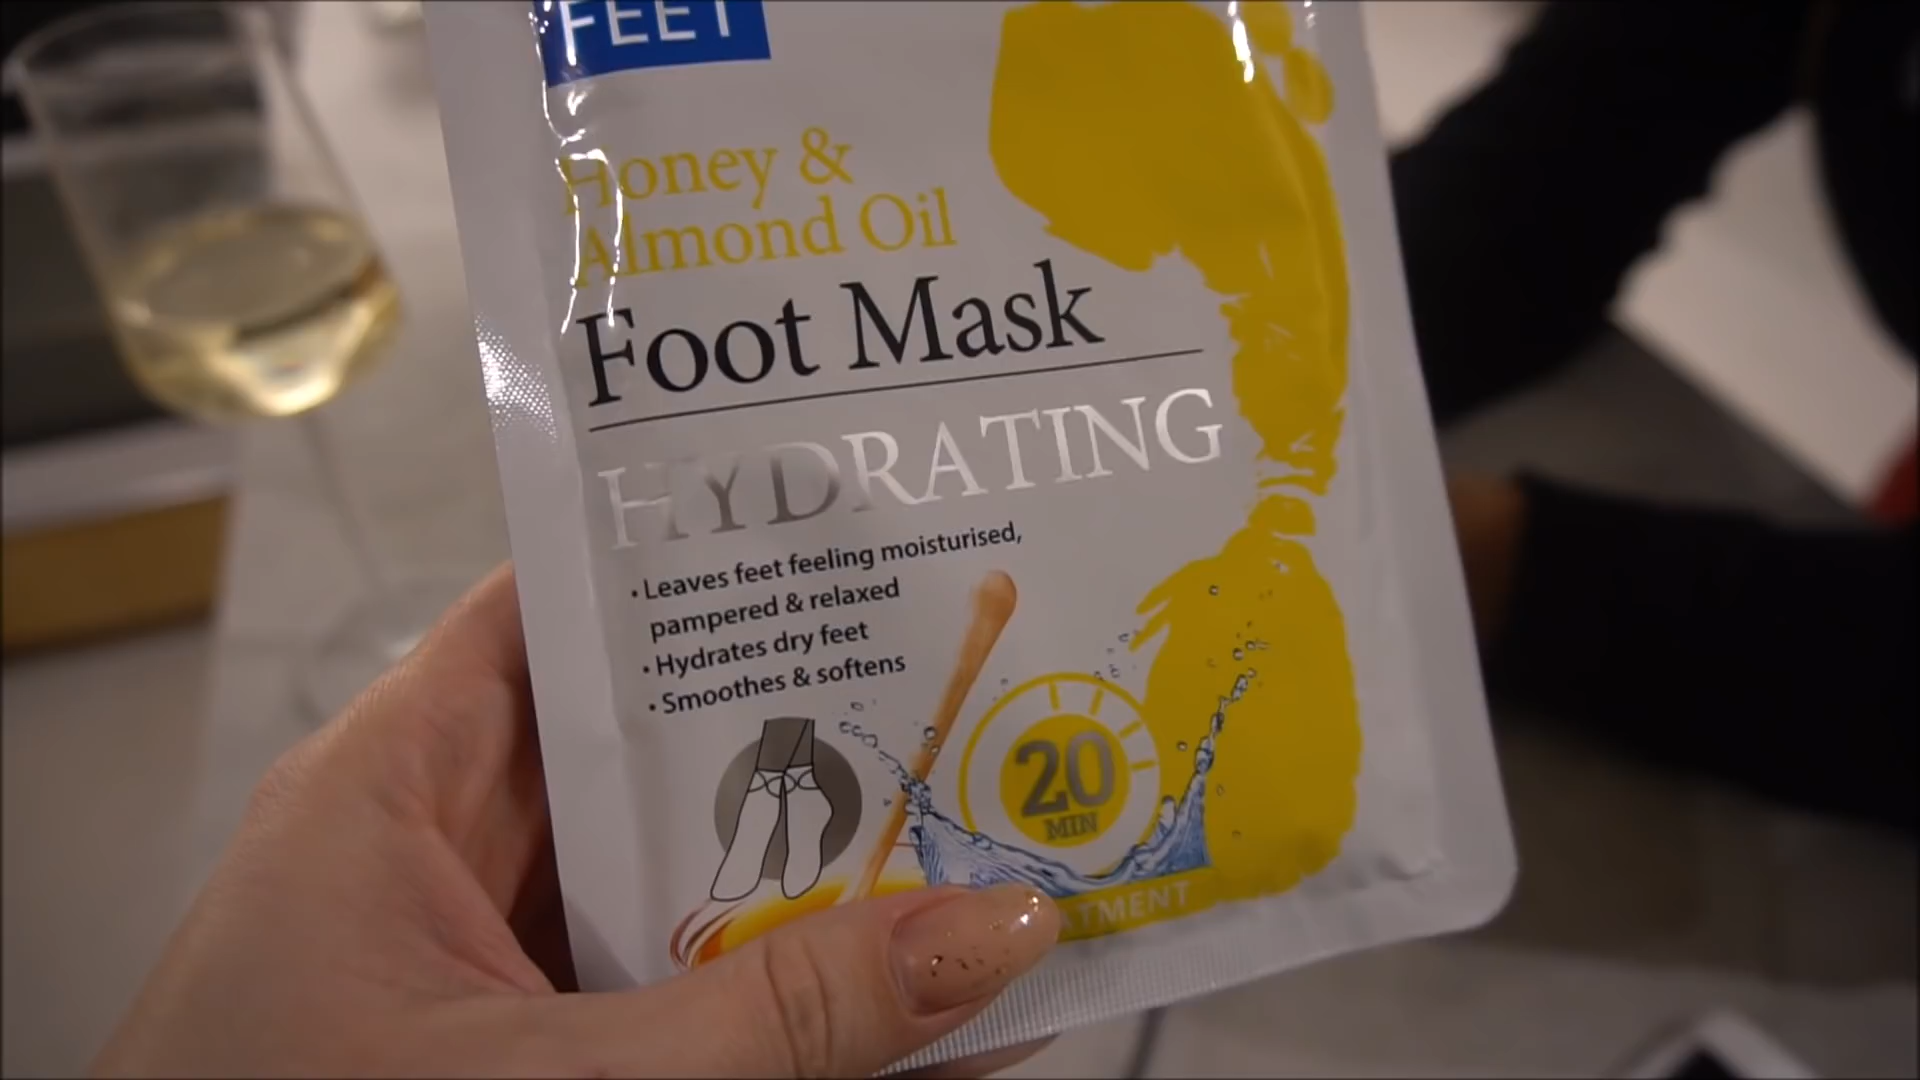 FEET
Honey &
Almond Oil
Foot Mask
HYDRATING
• Leaves feet feeling moisturised,
pampered & relaxed
• Hydrates dry feet
• Smoothes & softens
20
MIN
ATMENT